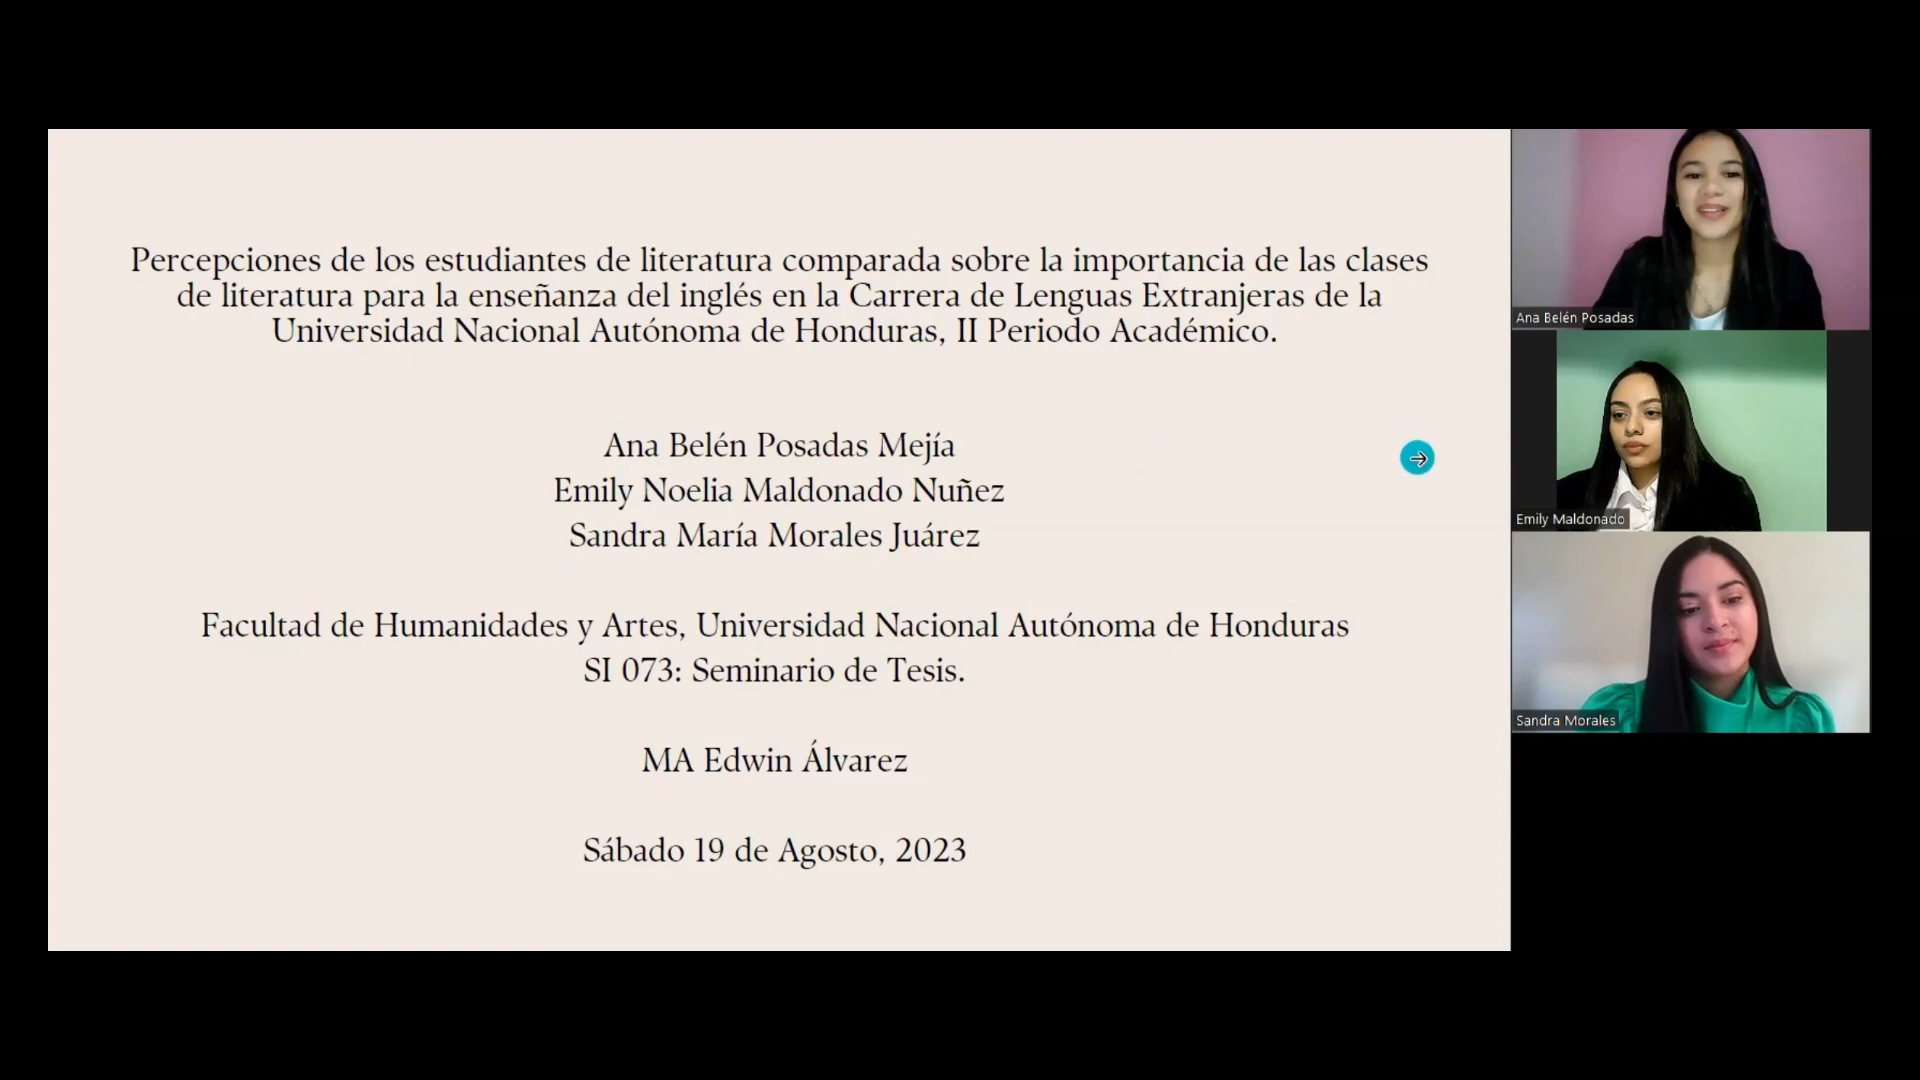 Percepciones de los estudiantes de literatura comparada sobre la importancia de las clases
de literatura para la enseñanza del inglés en la Carrera de Lenguas Extranjeras de la
Universidad Nacional Autónoma de Honduras, II Periodo Académico.
Ana Belén Posadas Mejía
Emily Noelia Maldonado Nuñez
Sandra María Morales Juárez
Facultad de Humanidades y Artes, Universidad Nacional Autónoma de Honduras
SI 073: Seminario de Tesis.
MA Edwin Álvarez
Sábado 19 de Agosto, 2023
Ana Belén Posadas
Emily Maldonado
Sandra Morales